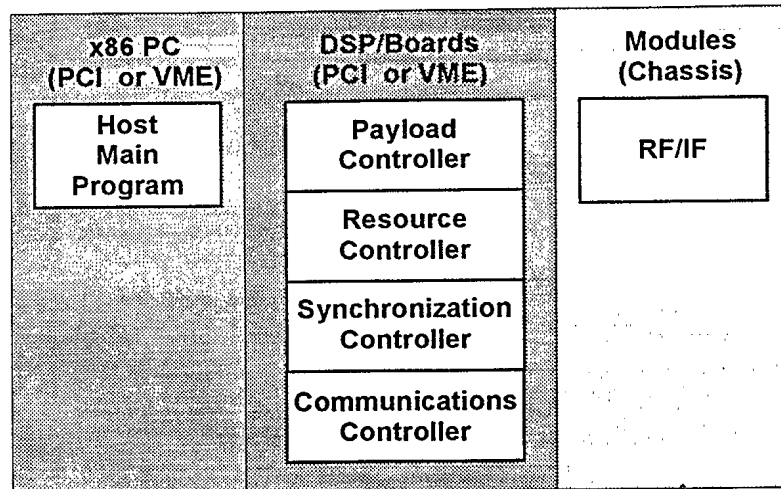 x86 PC
(PCI or VME)
Host
Main
Program
DSP/Boards
(PCI or VME)
Payload
Controller
Resource
Controller
Synchronization
Controller
Communications
Controller
Modules
(Chassis)
RF/IF